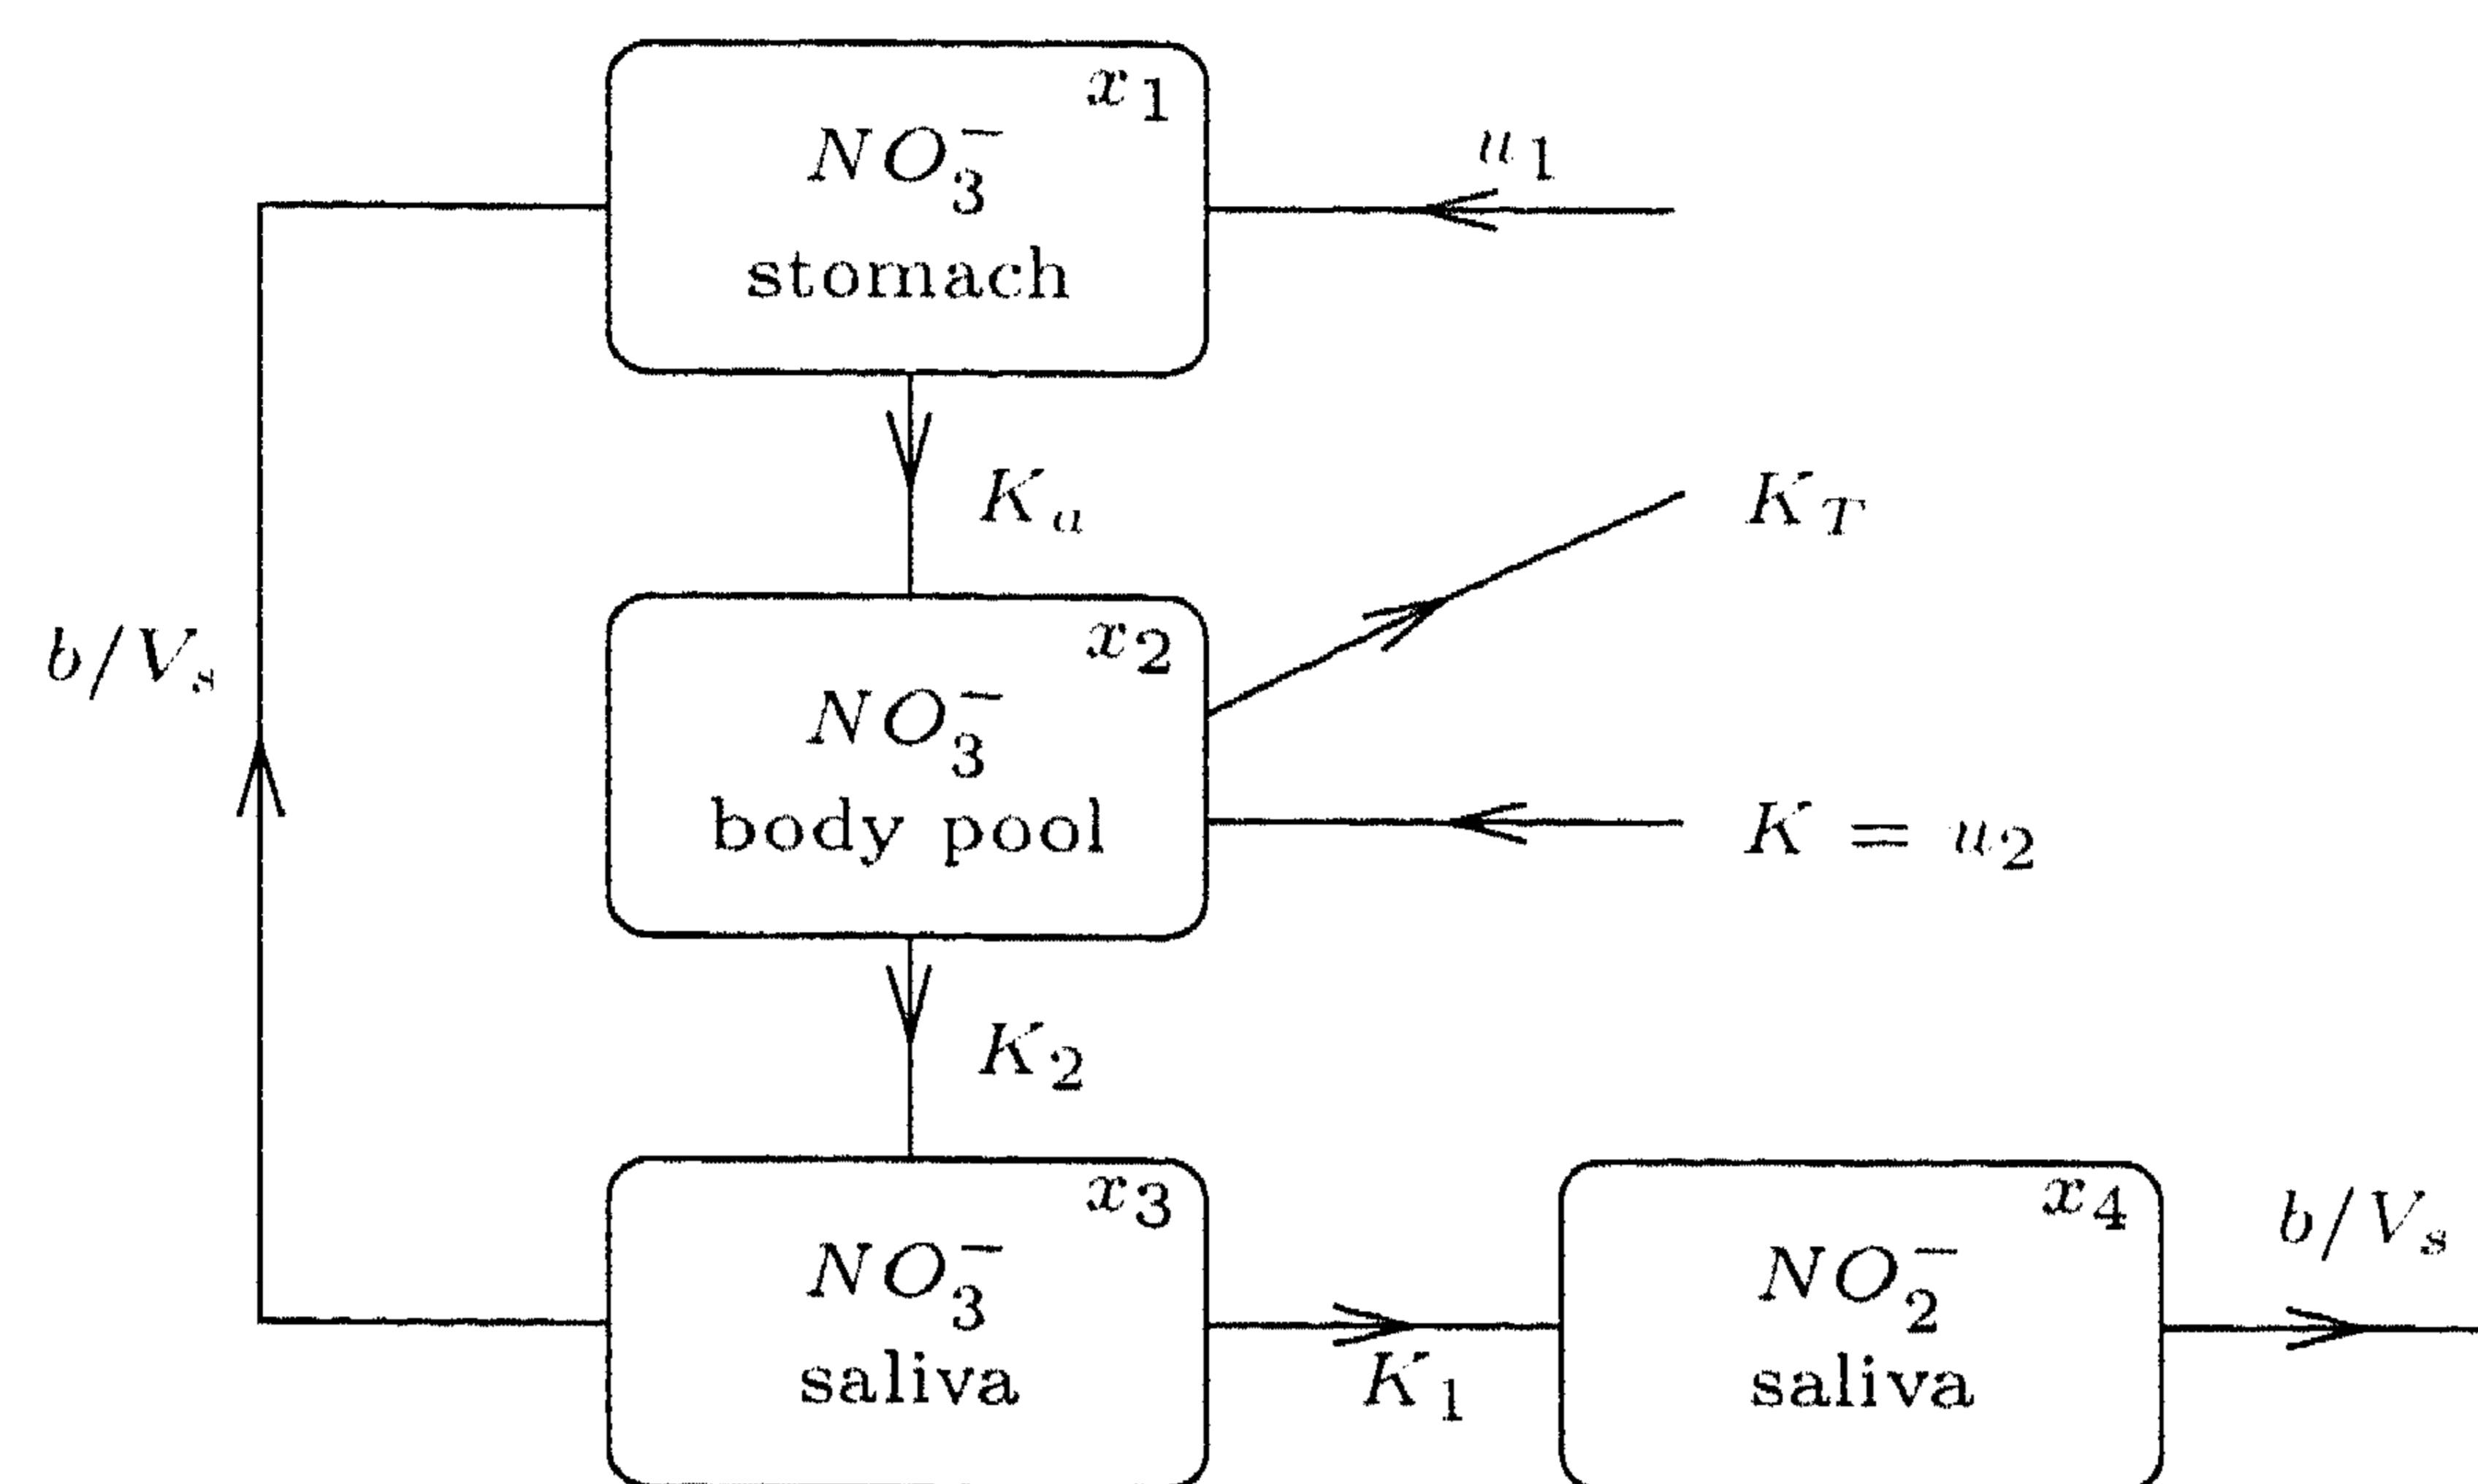 x₁
NO₃⁻
stomach
u₁
Kₐ
K_T
b/Vₛ
x₂
NO₃⁻
body pool
K = u₂
K₂
x₃
NO₃⁻
saliva
K₁
x₄
NO₂⁻
saliva
b/Vₛ